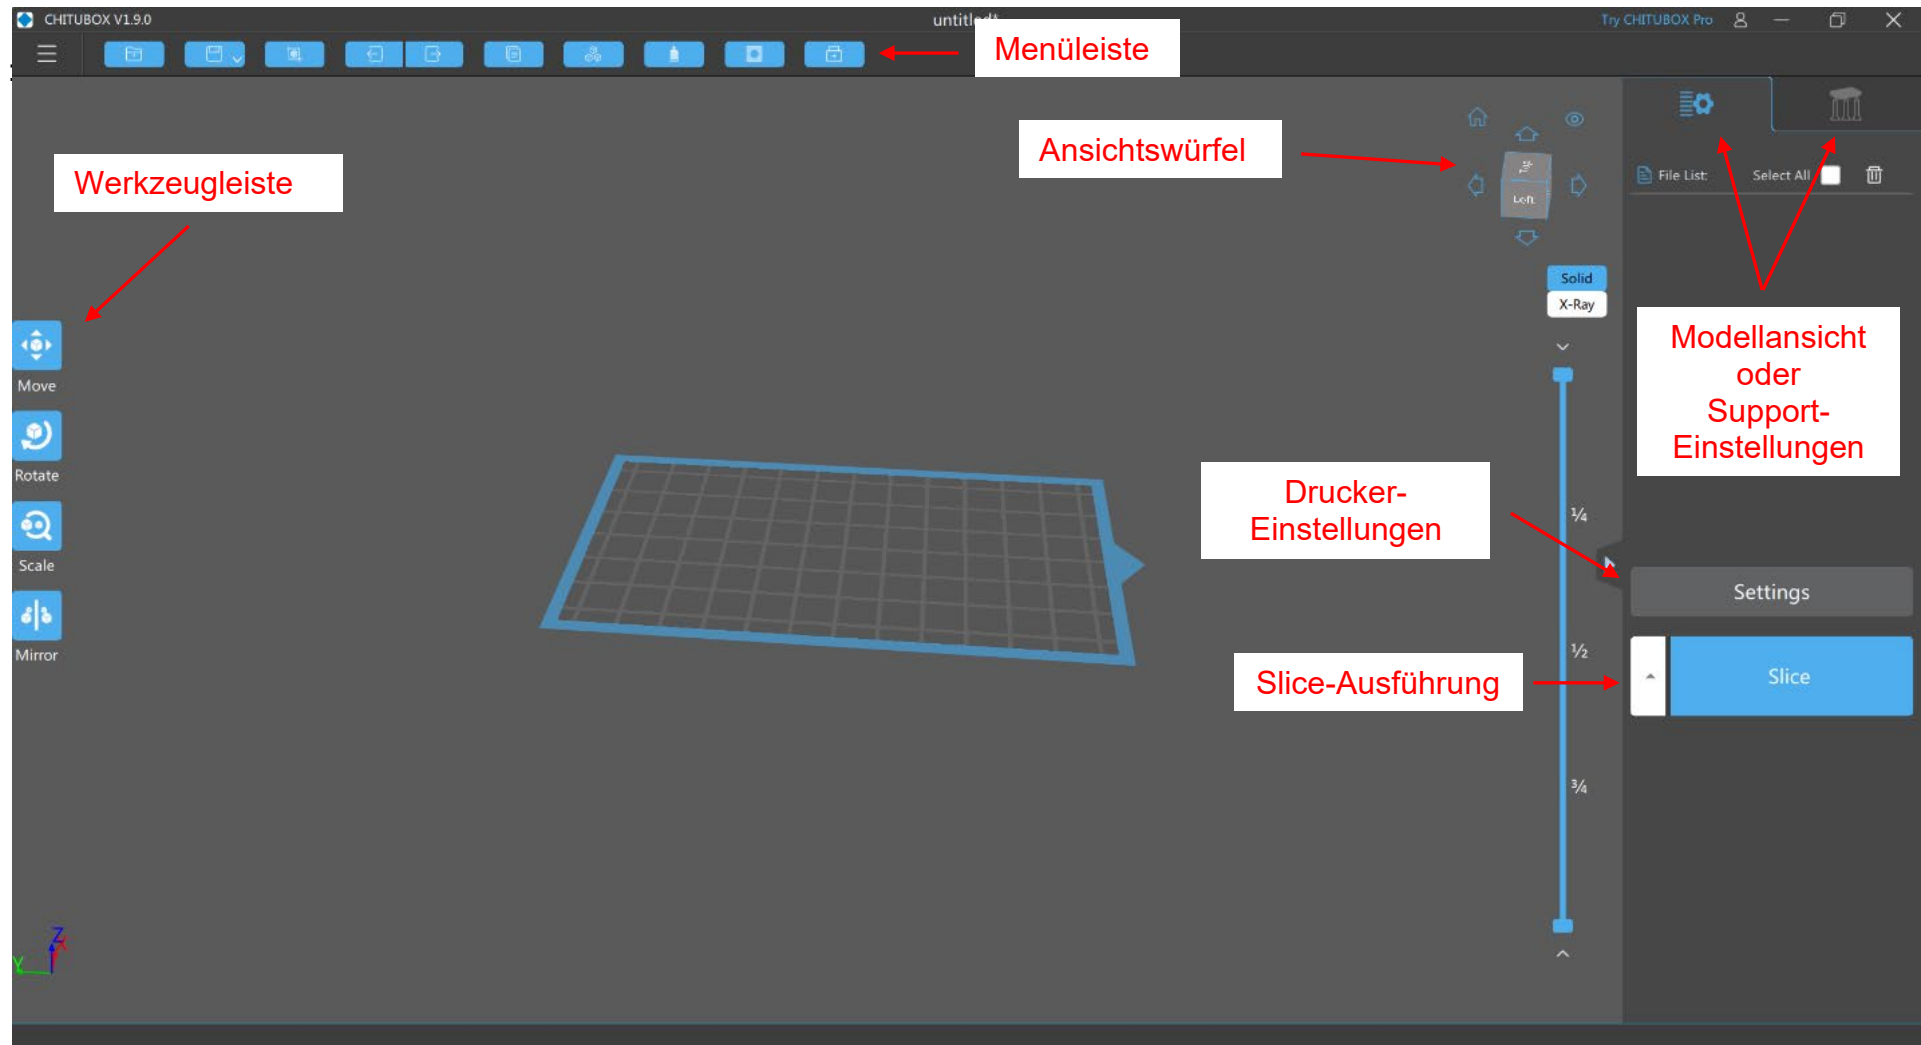 CHITUBOX V1.9.0
untitled*
Try CHITUBOX Pro
Menüleiste
Ansichtswürfel
Werkzeugleiste
File List:
Select All
Left
Solid
X-Ray
Modellansicht
oder
Support-
Einstellungen
Move
Rotate
Scale
Mirror
Drucker-
Einstellungen
¼
½
¾
Settings
Slice-Ausführung
Slice
Z
X
Y